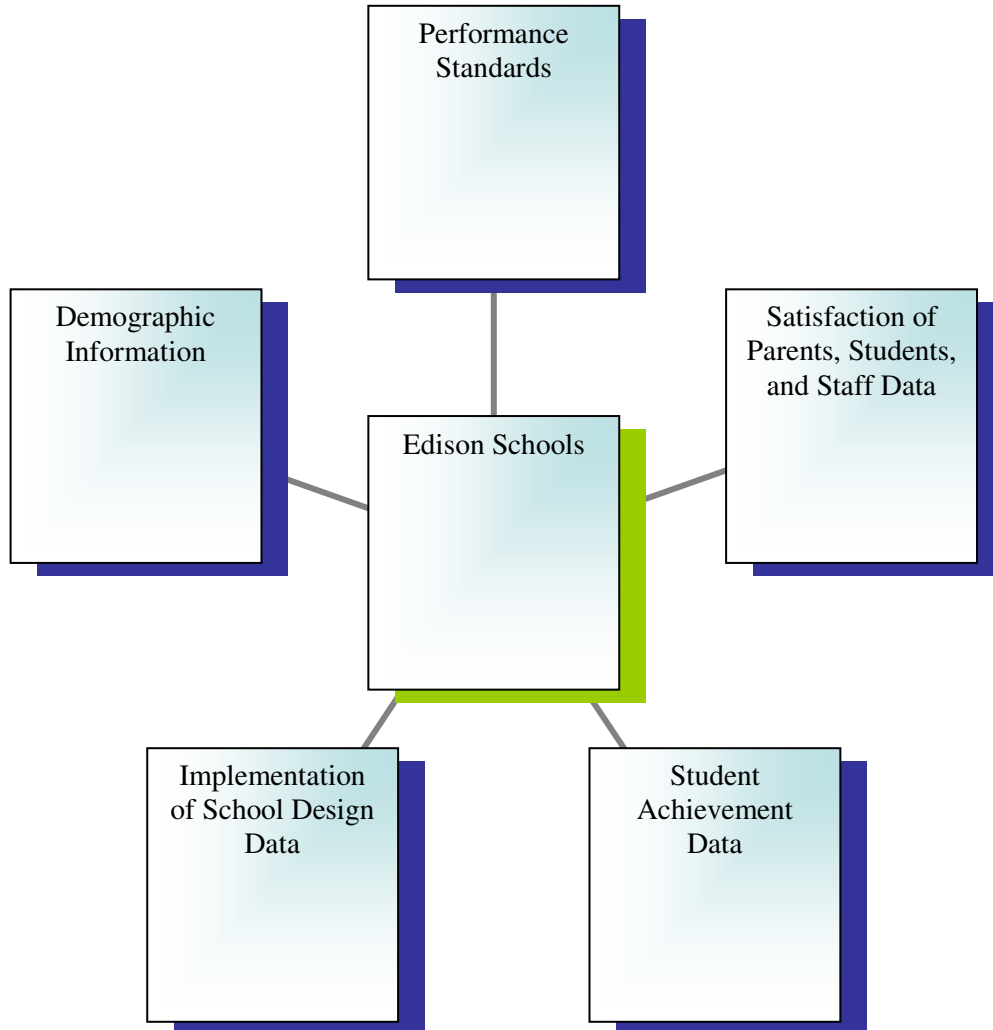 Performance
Standards
Demographic
Information
Satisfaction of
Parents, Students,
and Staff Data
Edison Schools
Implementation
of School Design
Data
Student
Achievement
Data